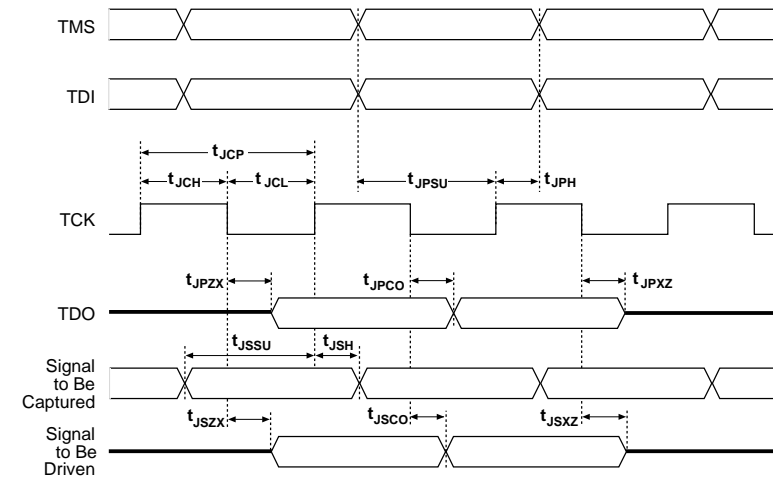 TMS
TDI
tJCP
tJCH tJCL tJPSU tJPH
TCK
tJPZX tJPCO tJPXZ
TDO
tJSSU tJSH
Signal
to Be
Captured
tJSZX tJSCO tJSXZ
Signal
to Be
Driven